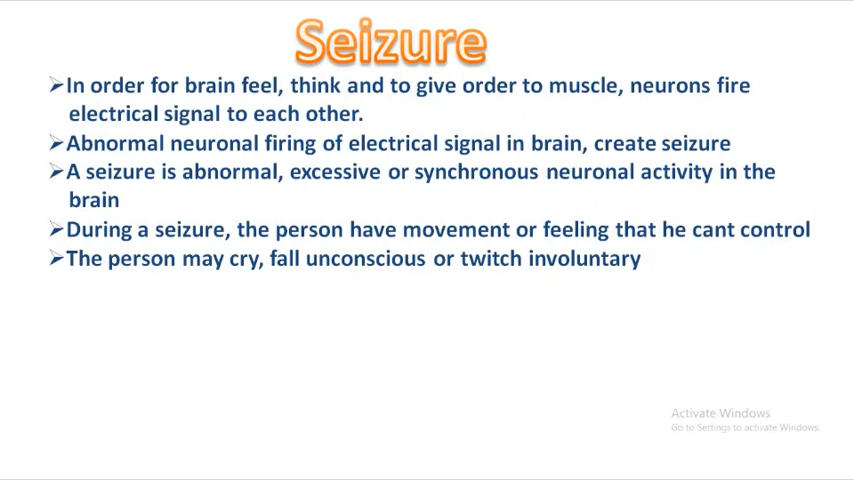 Seizure
➢In order for brain feel, think and to give order to muscle, neurons fire
electrical signal to each other.
➢Abnormal neuronal firing of electrical signal in brain, create seizure
➢A seizure is abnormal, excessive or synchronous neuronal activity in the
brain
➢During a seizure, the person have movement or feeling that he cant control
➢The person may cry, fall unconscious or twitch involuntary
Activate Windows
Go to Settings to activate Windows.